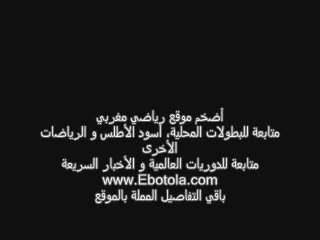 أضخم موقع رياضي مغربي
متابعة للبطولات المحلية، أسود الأطلس و الرياضات
الأخرى
متابعة للدوريات العالمية و الأخبار السريعة
www.Ebotola.com
باقي التفاصيل المملة بالموقع